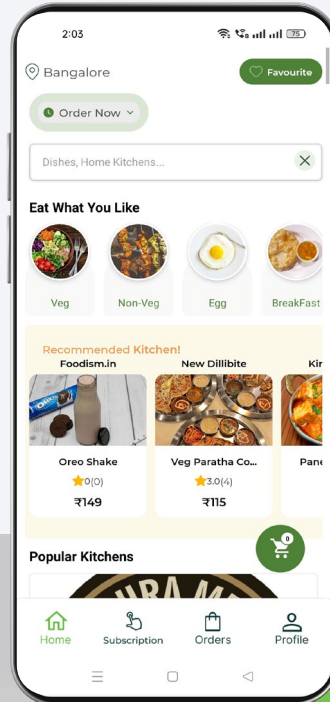 2:03
75
Bangalore
Favourite
Order Now
Dishes, Home Kitchens...
Eat What You Like
Veg
Non-Veg
Egg
BreakFast
Recommended Kitchen!
Foodism.in
New Dillibite
Kir
OREO
Oreo Shake
Veg Paratha Co...
Pane
0(0)
3.0(4)
₹149
₹115
0
Popular Kitchens
Home
Subscription
Orders
Profile